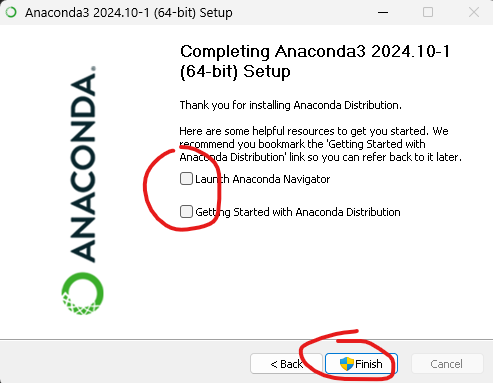 Anaconda3 2024.10-1 (64-bit) Setup
Completing Anaconda3 2024.10-1
(64-bit) Setup
Thank you for installing Anaconda Distribution.
Here are some helpful resources to get you started. We
recommend you bookmark the 'Getting Started with
Anaconda Distribution' link so you can refer back to it later.
Launch Anaconda Navigator
Getting Started with Anaconda Distribution
ANACONDA.
< Back
Finish
Cancel